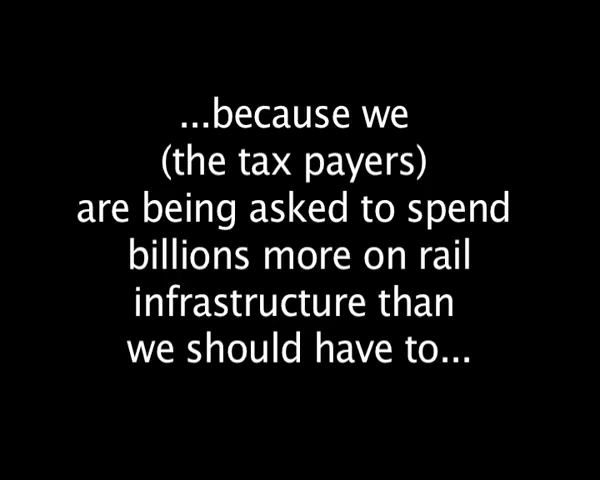 ...because we
(the tax payers)
are being asked to spend
billions more on rail
infrastructure than
we should have to...